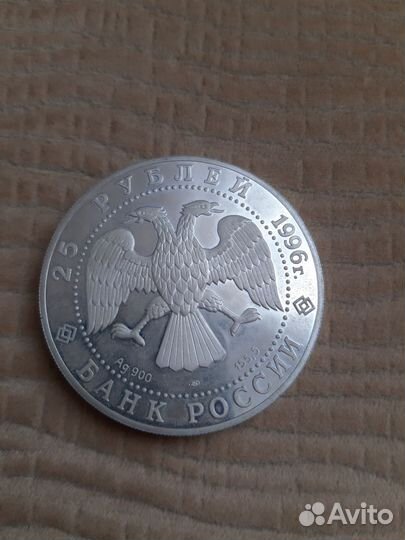 25 РУБЛЕЙ 1996г.
Ag 900
155,5
БАНК РОССИИ
Avito